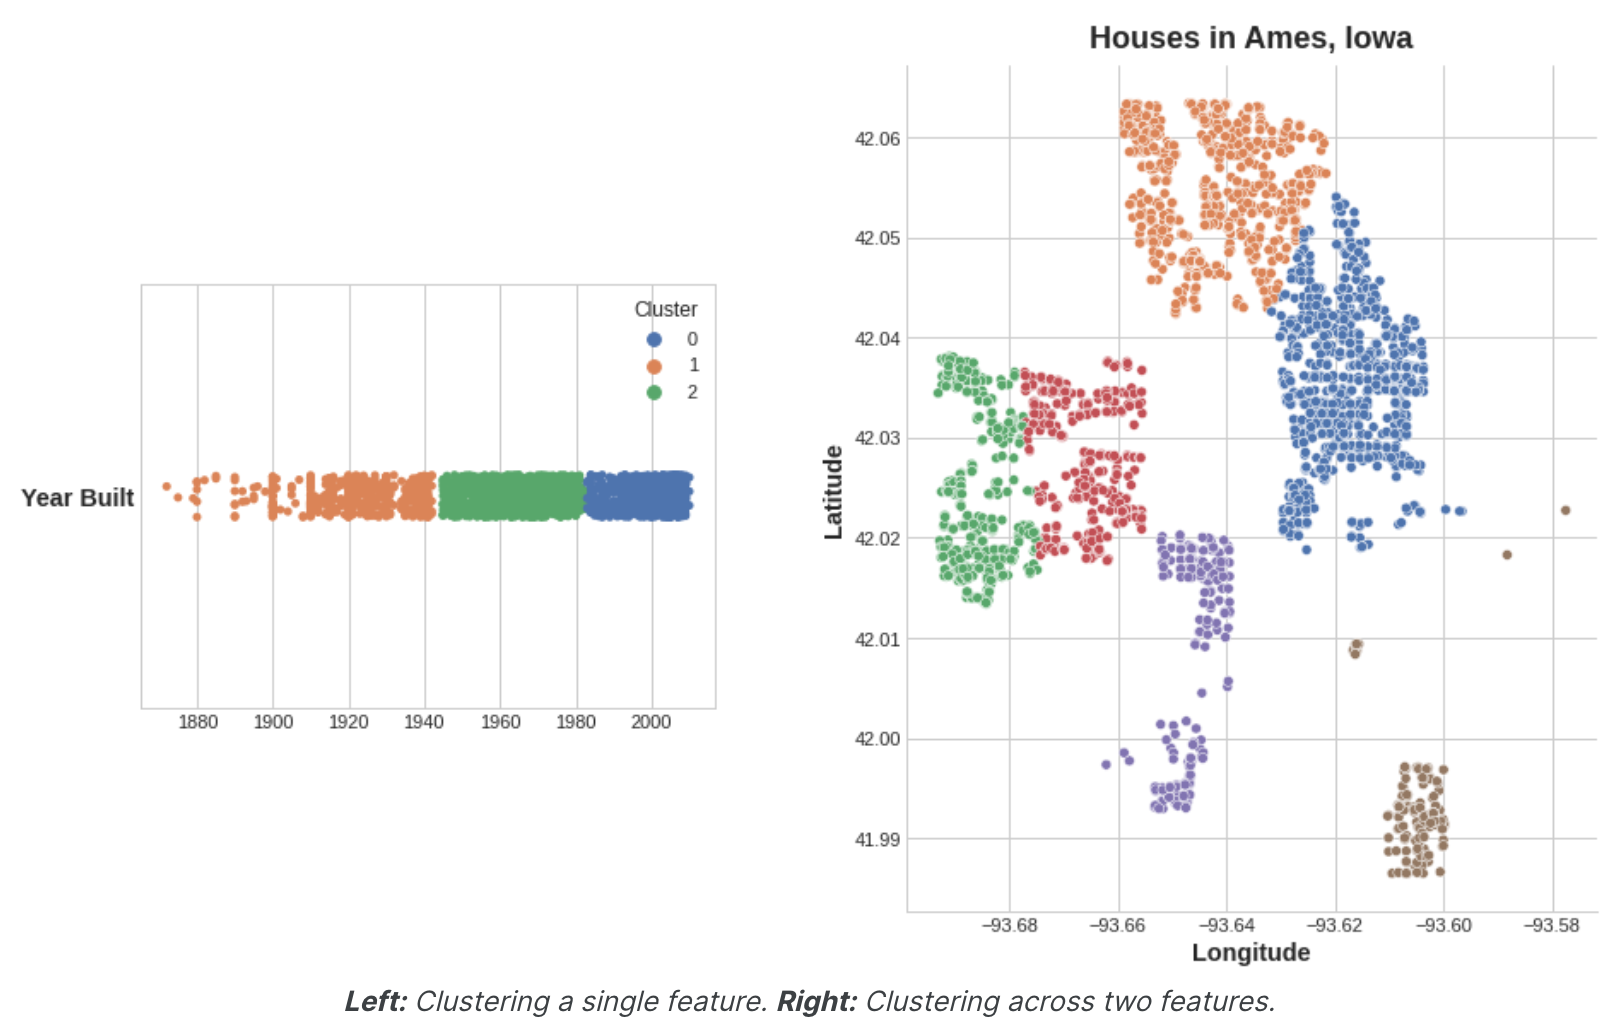 Houses in Ames, Iowa
Cluster
0
1
2
Year Built
1880 1900 1920 1940 1960 1980 2000
Latitude
42.06
42.05
42.04
42.03
42.02
42.01
42.00
41.99
−93.68 −93.66 −93.64 −93.62 −93.60 −93.58
Longitude
Left: Clustering a single feature. Right: Clustering across two features.